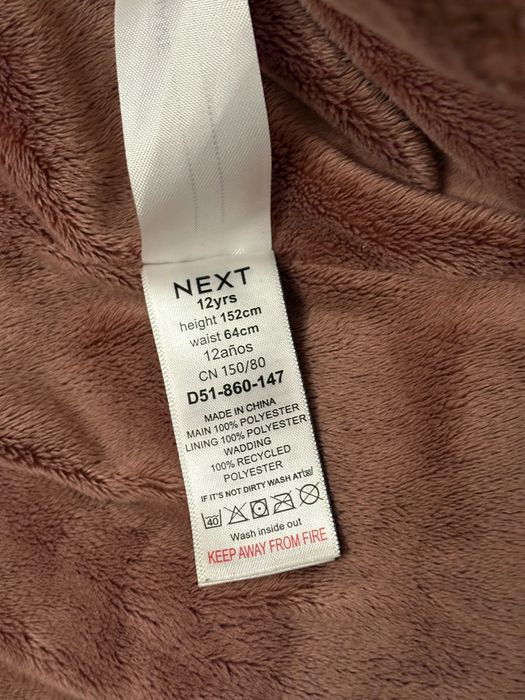 NEXT
12yrs
height 152cm
waist 64cm
12años
CN 150/80
D51-860-147
MADE IN CHINA
MAIN 100% POLYESTER
LINING 100% POLYESTER
WADDING
100% RECYCLED
POLYESTER
IF IT'S NOT DIRTY WASH AT
40
Wash inside out
KEEP AWAY FROM FIRE